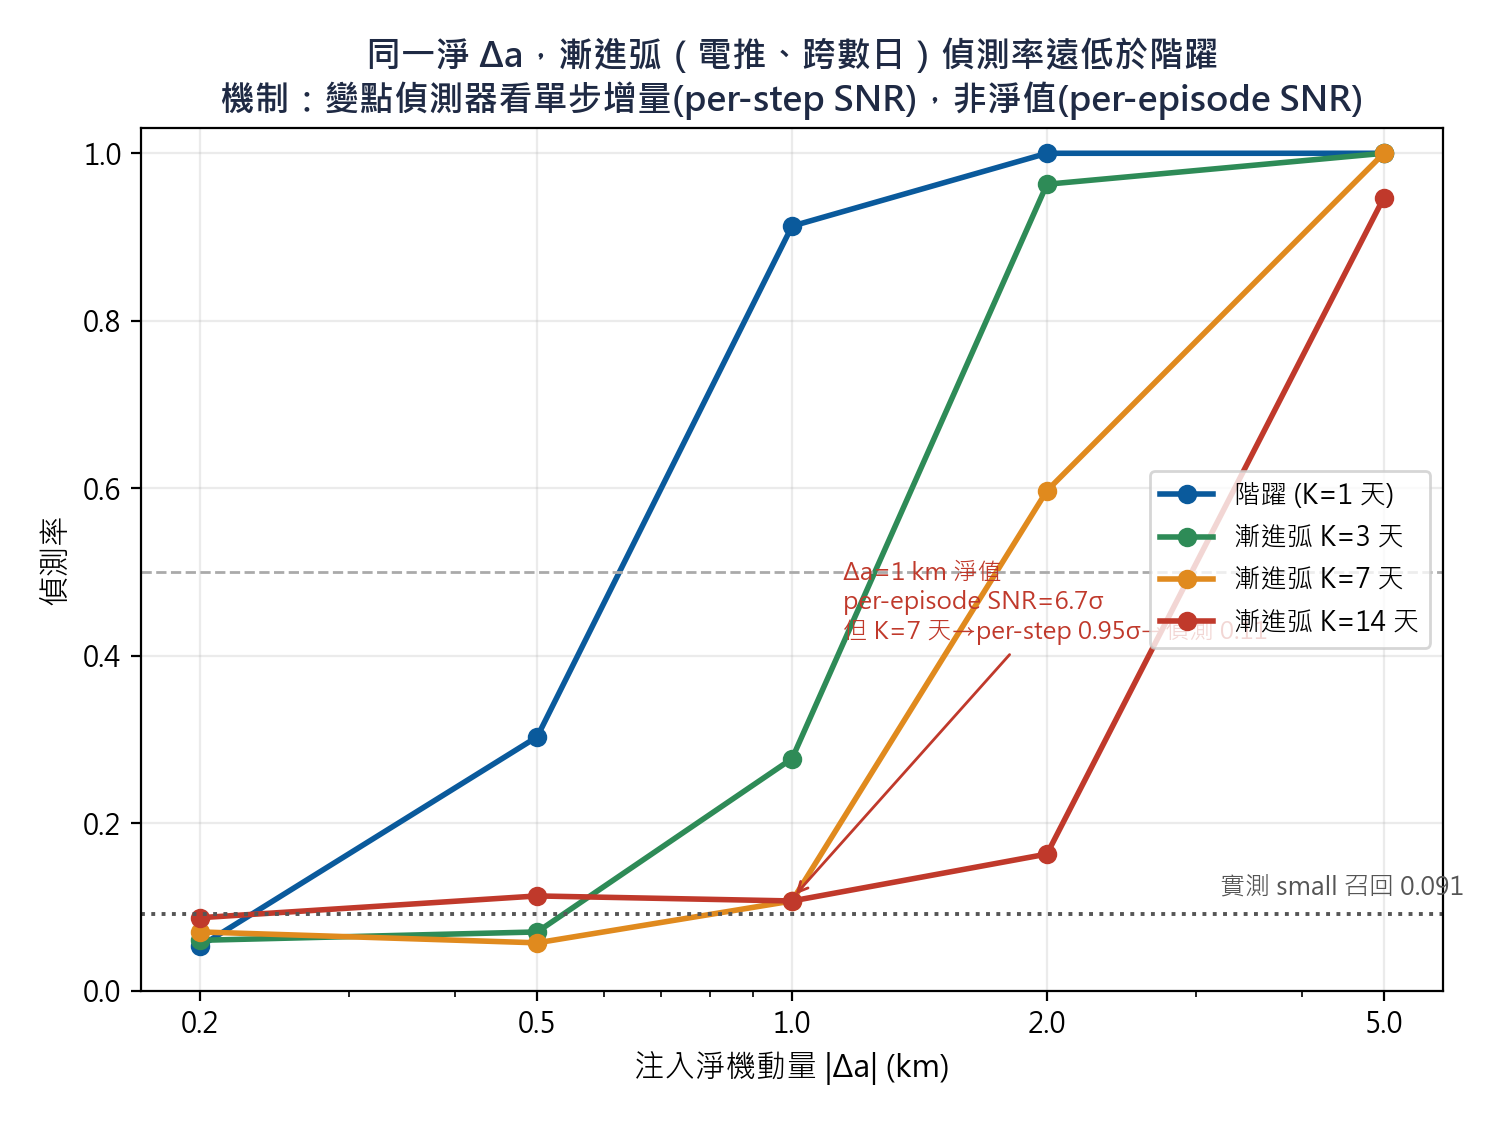 同一淨 Δa，漸進弧（電推、跨數日）偵測率遠低於階躍
機制：變點偵測器看單步增量(per-step SNR)，非淨值(per-episode SNR)
1.0
0.8
0.6
0.4
0.2
0.0
偵測率
階躍 (K=1 天)
漸進弧 K=3 天
漸進弧 K=7 天
漸進弧 K=14 天
Δa=1 km 淨值
per-episode SNR=6.7σ
但 K=7 天→per-step 0.95σ→偵測 0.11
實測 small 召回 0.091
0.2
0.5
1.0
2.0
5.0
注入淨機動量 |Δa| (km)